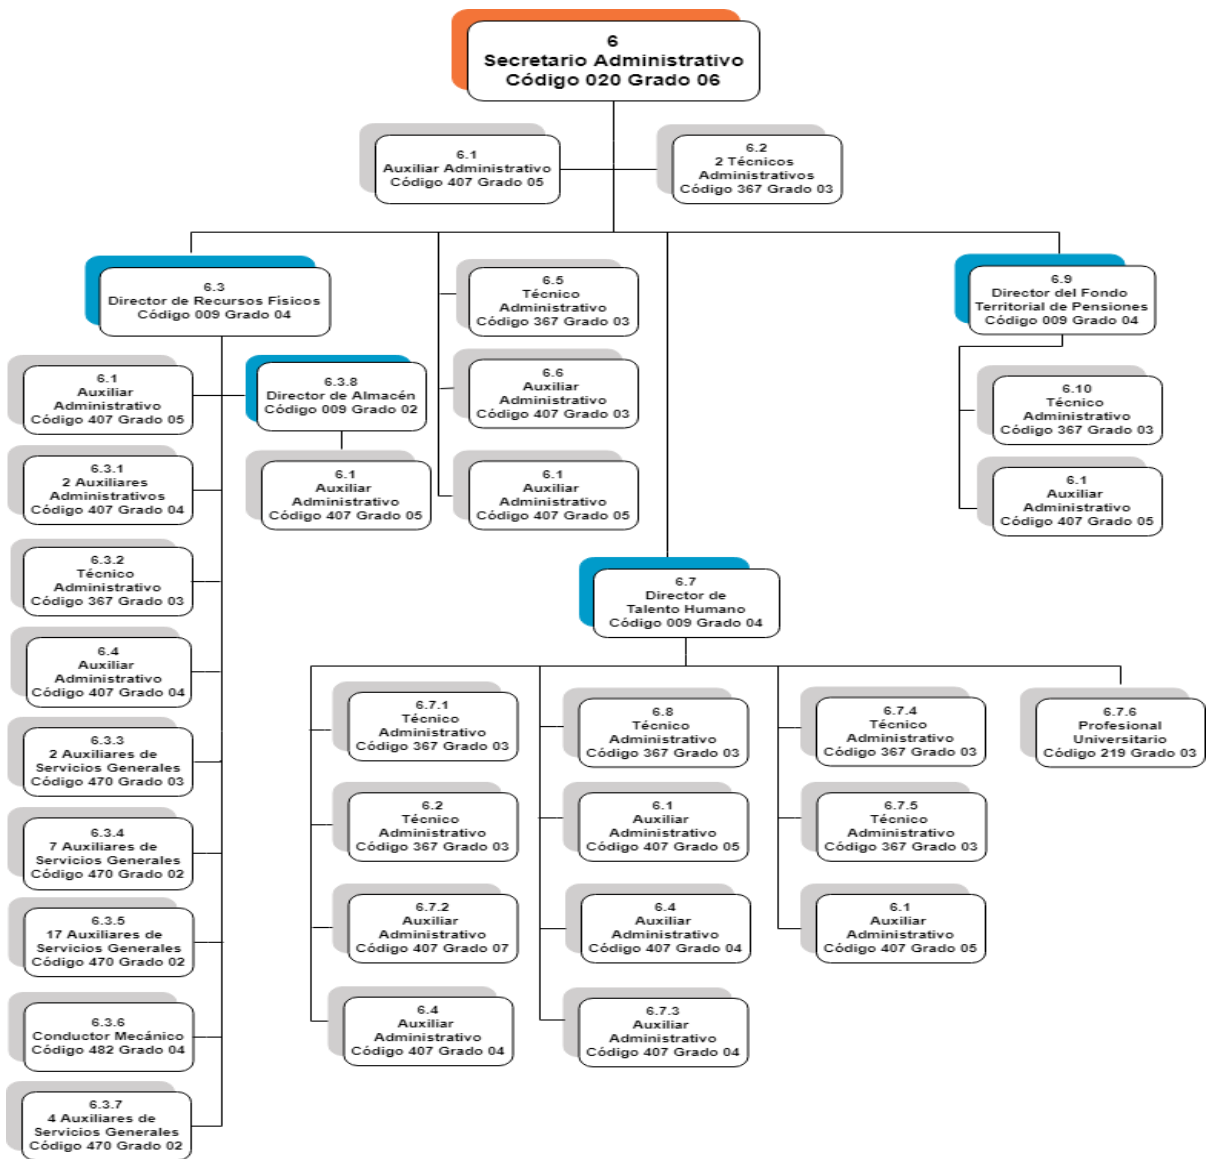 6
Secretario Administrativo
Código 020 Grado 06
6.1
Auxiliar Administrativo
Código 407 Grado 05
6.2
2 Técnicos
Administrativos
Código 367 Grado 03
6.3
Director de Recursos Físicos
Código 009 Grado 04
6.1
Auxiliar
Administrativo
Código 407 Grado 05
6.3.1
2 Auxiliares
Administrativos
Código 407 Grado 04
6.3.2
Técnico
Administrativo
Código 367 Grado 03
6.4
Auxiliar
Administrativo
Código 407 Grado 04
6.3.3
2 Auxiliares de
Servicios Generales
Código 470 Grado 03
6.3.4
7 Auxiliares de
Servicios Generales
Código 470 Grado 02
6.3.5
17 Auxiliares de
Servicios Generales
Código 470 Grado 02
6.3.6
Conductor Mecánico
Código 482 Grado 04
6.3.7
4 Auxiliares de
Servicios Generales
Código 470 Grado 02
6.3.8
Director de Almacén
Código 009 Grado 02
6.1
Auxiliar
Administrativo
Código 407 Grado 05
6.5
Técnico
Administrativo
Código 367 Grado 03
6.6
Auxiliar
Administrativo
Código 407 Grado 03
6.1
Auxiliar
Administrativo
Código 407 Grado 05
6.9
Director del Fondo
Territorial de Pensiones
Código 009 Grado 04
6.10
Técnico
Administrativo
Código 367 Grado 03
6.1
Auxiliar
Administrativo
Código 407 Grado 05
6.7
Director de
Talento Humano
Código 009 Grado 04
6.7.1
Técnico
Administrativo
Código 367 Grado 03
6.2
Técnico
Administrativo
Código 367 Grado 03
6.7.2
Auxiliar
Administrativo
Código 407 Grado 07
6.4
Auxiliar
Administrativo
Código 407 Grado 04
6.8
Técnico
Administrativo
Código 367 Grado 03
6.1
Auxiliar
Administrativo
Código 407 Grado 05
6.4
Auxiliar
Administrativo
Código 407 Grado 04
6.7.3
Auxiliar
Administrativo
Código 407 Grado 04
6.7.4
Técnico
Administrativo
Código 367 Grado 03
6.7.5
Técnico
Administrativo
Código 367 Grado 03
6.1
Auxiliar
Administrativo
Código 407 Grado 05
6.7.6
Profesional
Universitario
Código 219 Grado 03